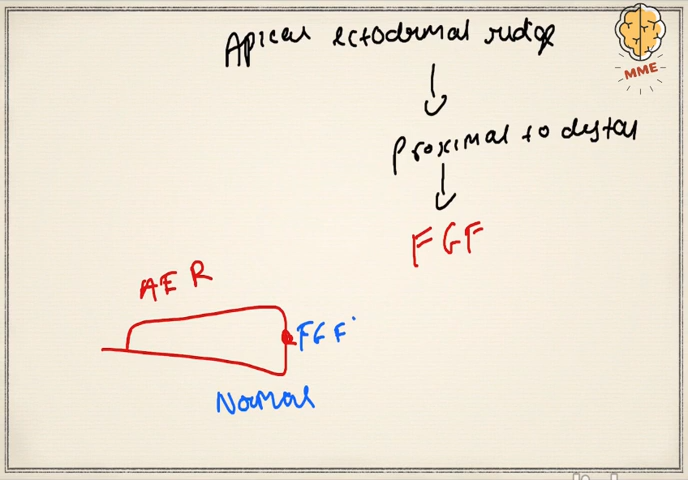 Apical ectodermal ridge
MME
Proximal to distal
FGF
AER
FGF
Normal